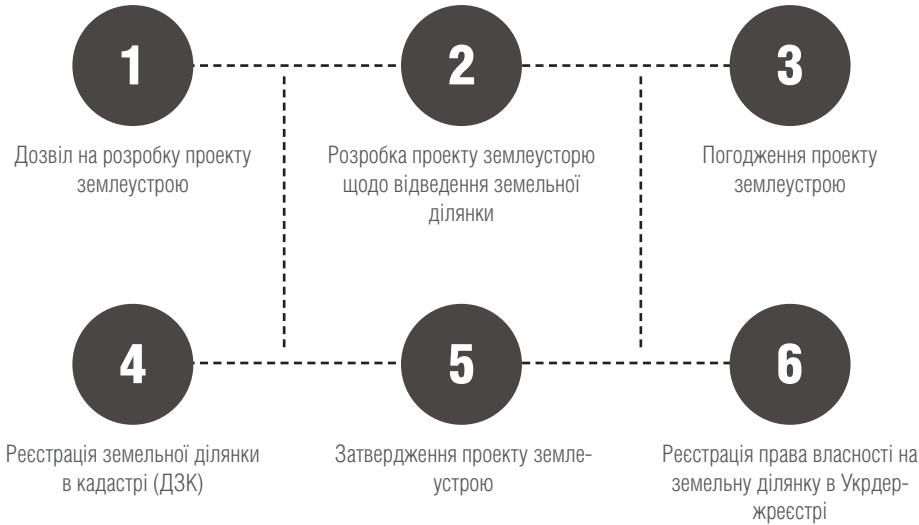 1
Дозвіл на розробку проекту
землеустрою
2
Розробка проекту землеусторю
щодо відведення земельної
ділянки
3
Погодження проекту
землеустрою
4
Реєстрація земельної ділянки
в кадастрі (ДЗК)
5
Затвердження проекту земле-
устрою
6
Реєстрація права власності на
земельну ділянку в Укрдер-
жреєстрі